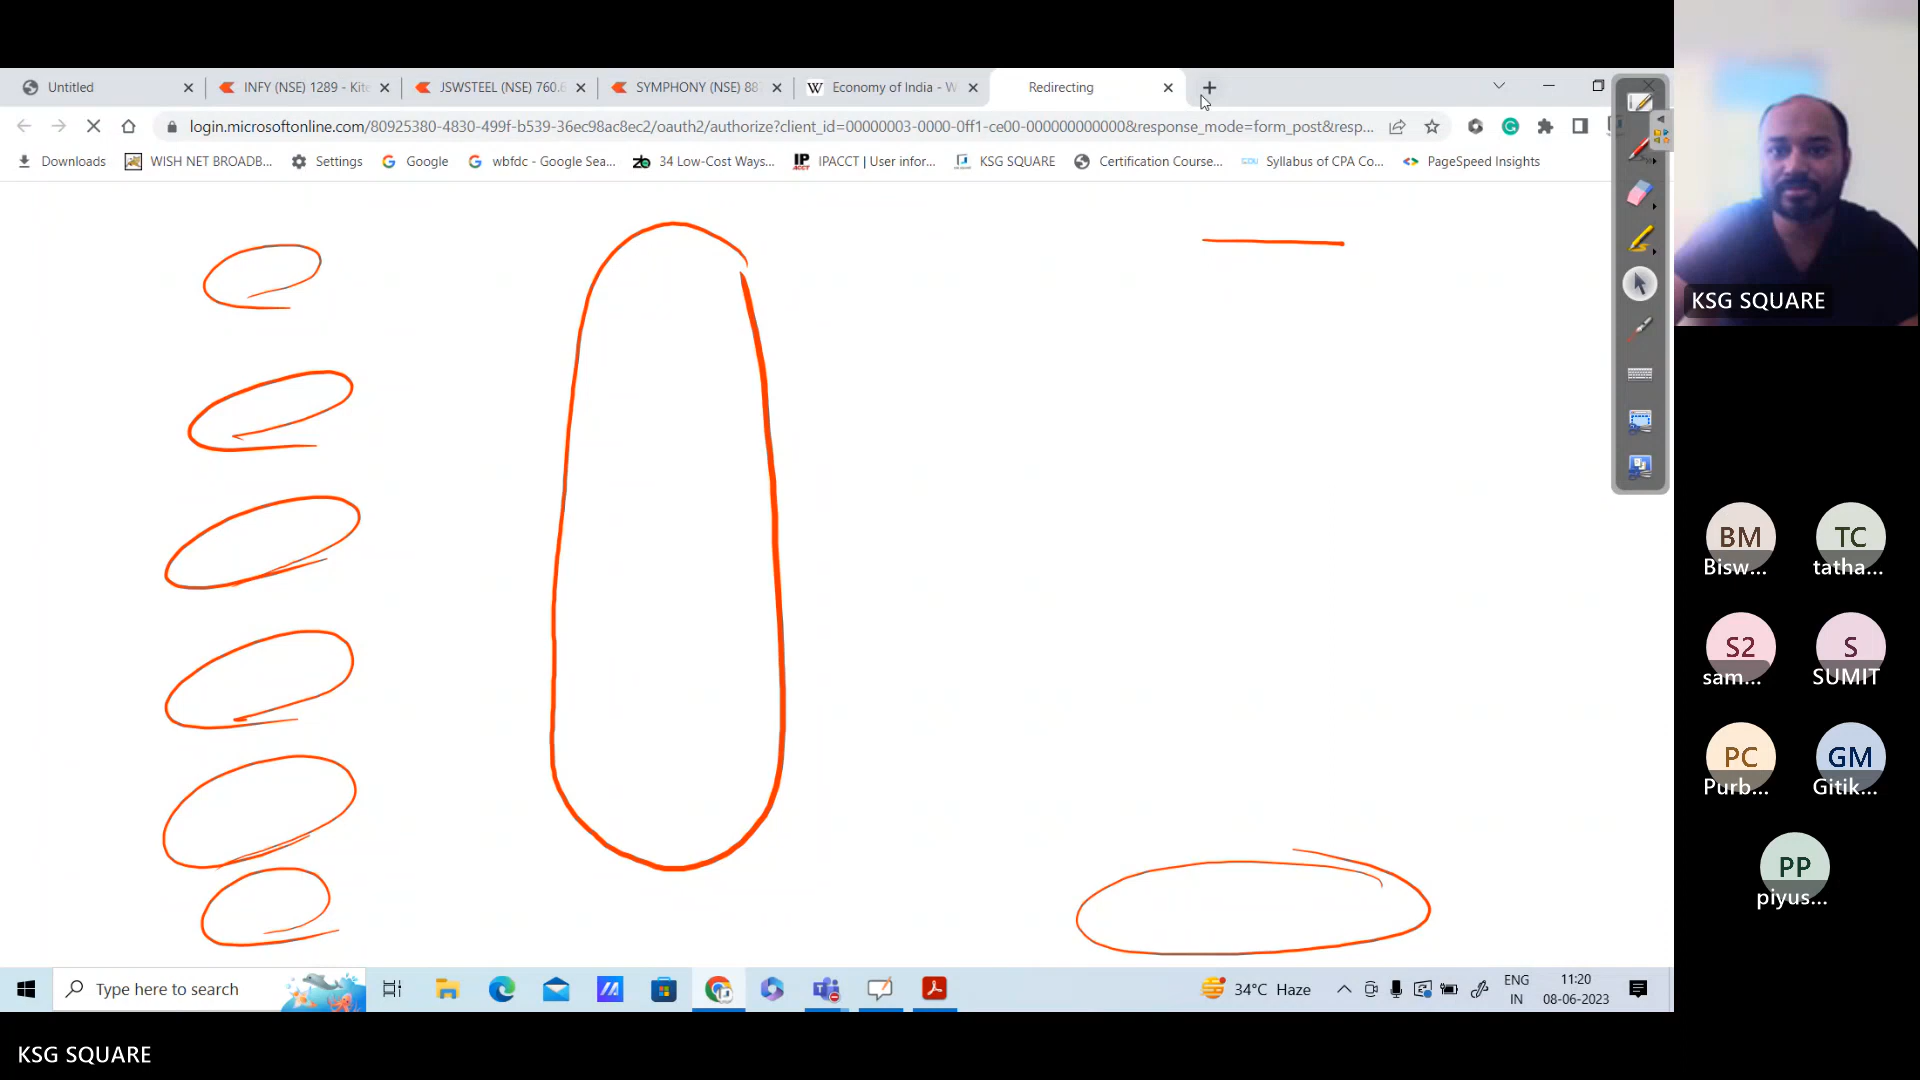 Untitled
INFY (NSE) 1289 - Kite
JSWSTEEL (NSE) 760.6
SYMPHONY (NSE) 88
Economy of India - W
Redirecting
login.microsoftonline.com/80925380-4830-499f-b539-36ec98ac8ec2/oauth2/authorize?client_id=00000003-0000-0ff1-ce00-000000000000&response_mode=form_post&resp...
Downloads
WISH NET BROADB...
Settings
Google
wbfdc - Google Sea...
34 Low-Cost Ways...
IPACCT | User infor...
KSG SQUARE
Certification Course...
Syllabus of CPA Co...
PageSpeed Insights
KSG SQUARE
BM
Bisw...
TC
tatha...
S2
sam...
S
SUMIT
PC
Purb...
GM
Gitik...
PP
piyus...
Type here to search
34°C Haze
ENG
IN
11:20
08-06-2023
KSG SQUARE